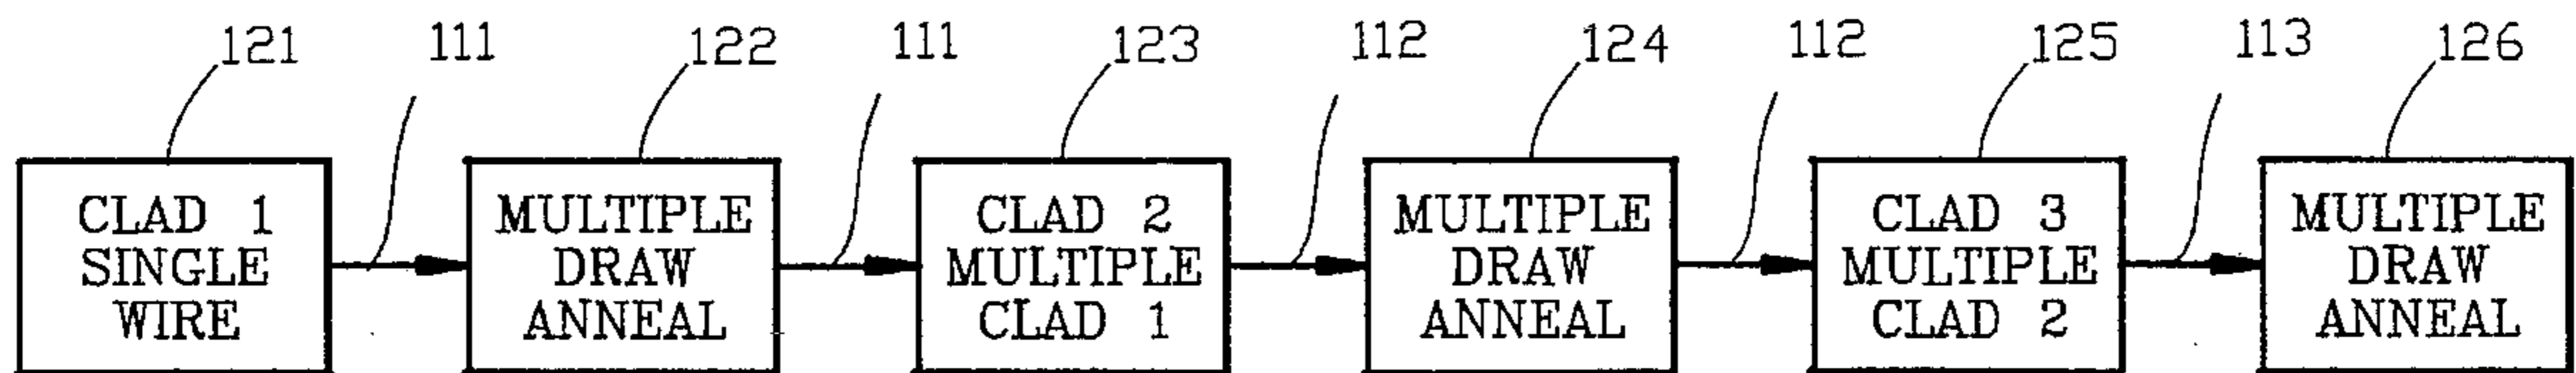 121 111 122 111 123 112 124 112 125 113 126
CLAD 1
SINGLE
WIRE
MULTIPLE
DRAW
ANNEAL
CLAD 2
MULTIPLE
CLAD 1
MULTIPLE
DRAW
ANNEAL
CLAD 3
MULTIPLE
CLAD 2
MULTIPLE
DRAW
ANNEAL